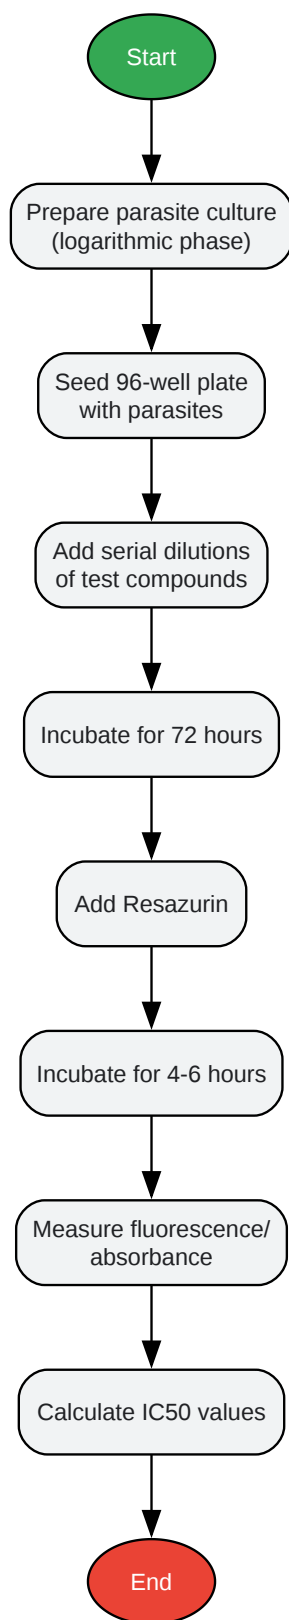 Start
Prepare parasite culture
(logarithmic phase)
Seed 96-well plate
with parasites
Add serial dilutions
of test compounds
Incubate for 72 hours
Add Resazurin
Incubate for 4-6 hours
Measure fluorescence/
absorbance
Calculate IC50 values
End